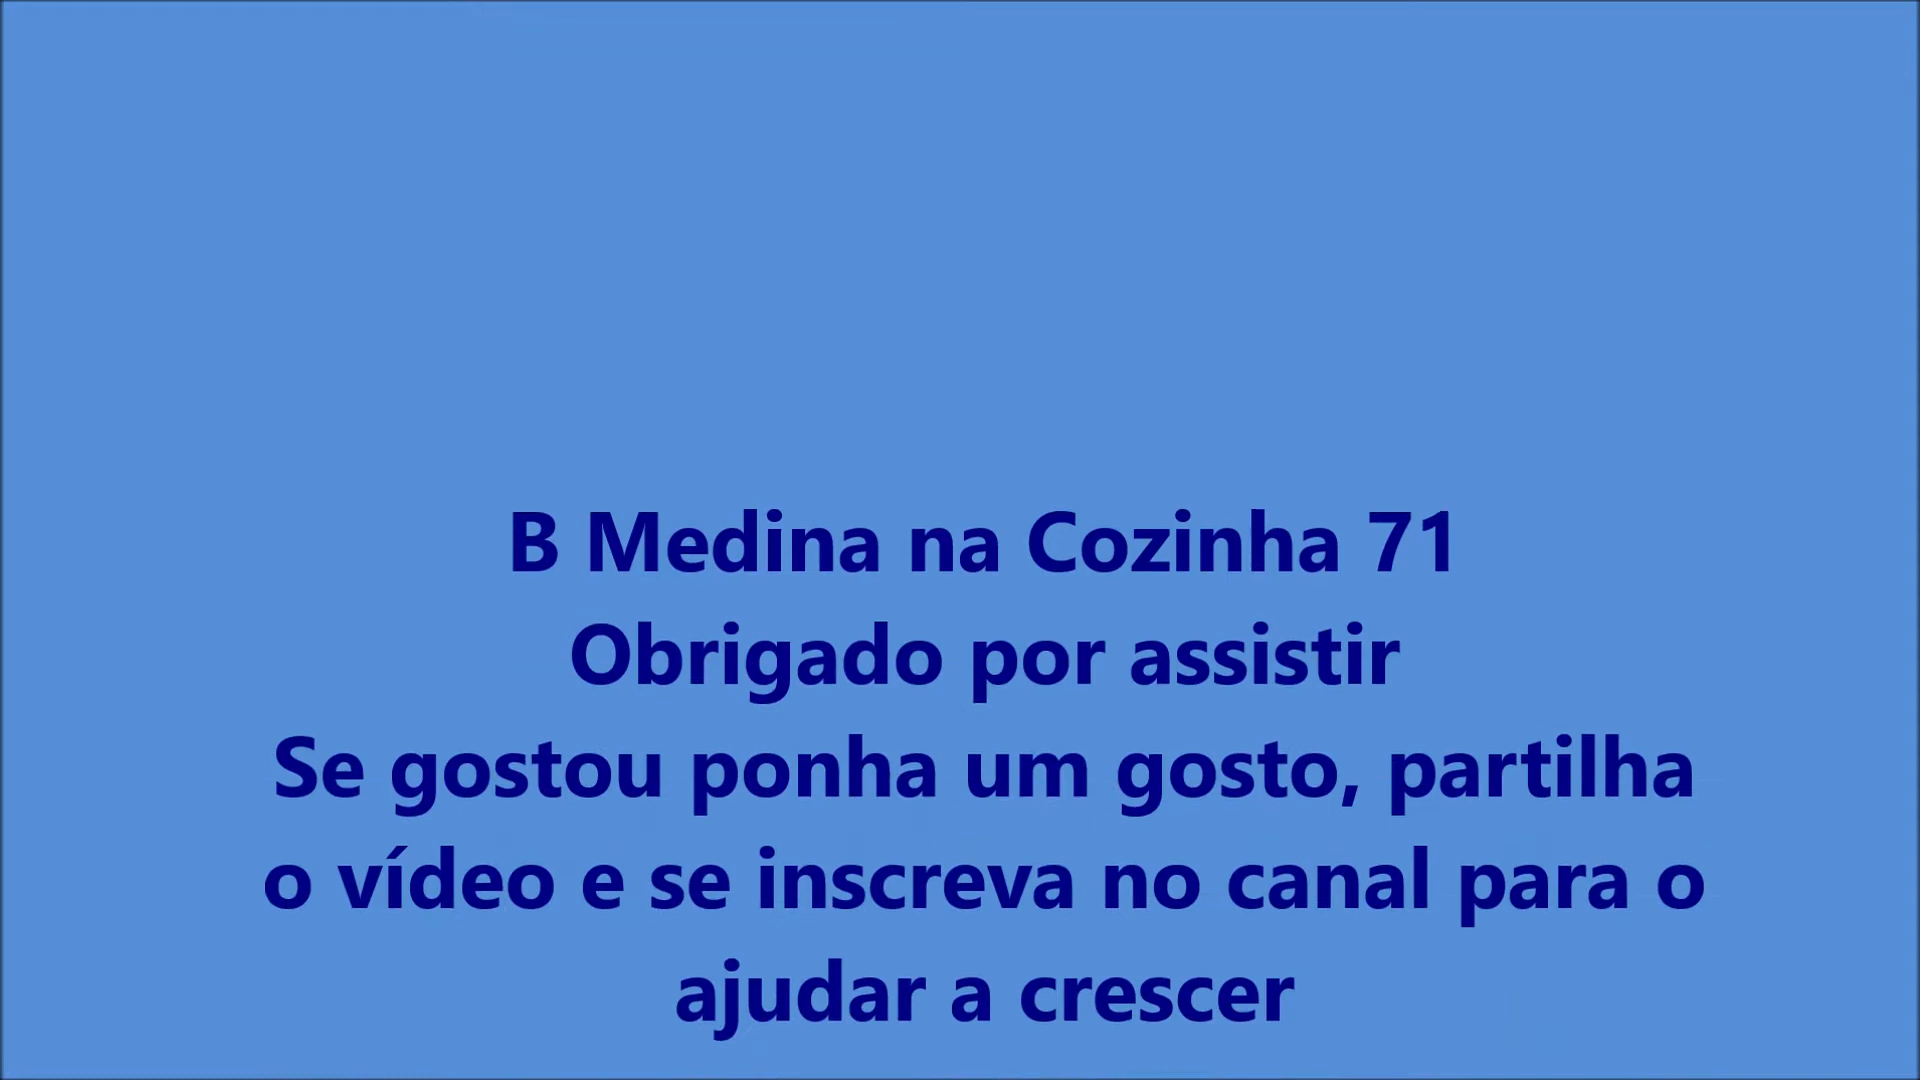 B Medina na Cozinha 71
Obrigado por assistir
Se gostou ponha um gosto, partilha
o vídeo e se inscreva no canal para o
ajudar a crescer